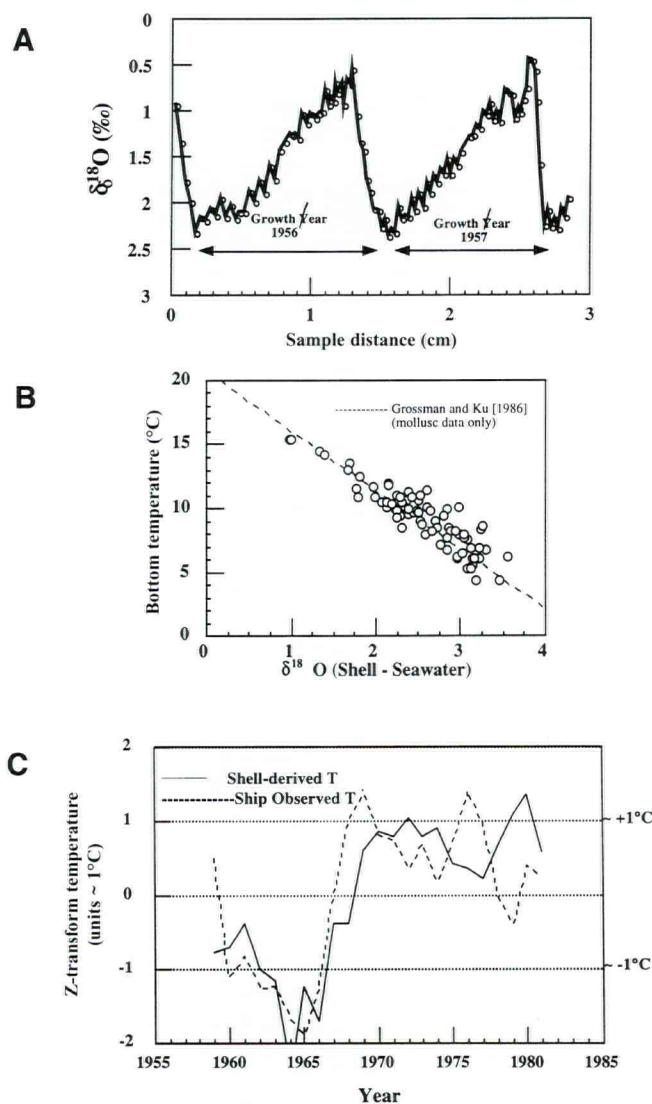 A
0
0.5
1
1.5
2
2.5
3
δ¹⁸O (‰)
Growth Year
1956
Growth Year
1957
0
1
2
3
Sample distance (cm)
B
20
15
10
5
0
Bottom temperature (°C)
Grossman and Ku [1986]
(mollusc data only)
0
1
2
3
4
δ¹⁸ O (Shell - Seawater)
C
2
1
0
-1
-2
Z-transform temperature
(units ~ 1°C)
Shell-derived T
Ship Observed T
~ +1°C
~ -1°C
1955
1960
1965
1970
1975
1980
1985
Year